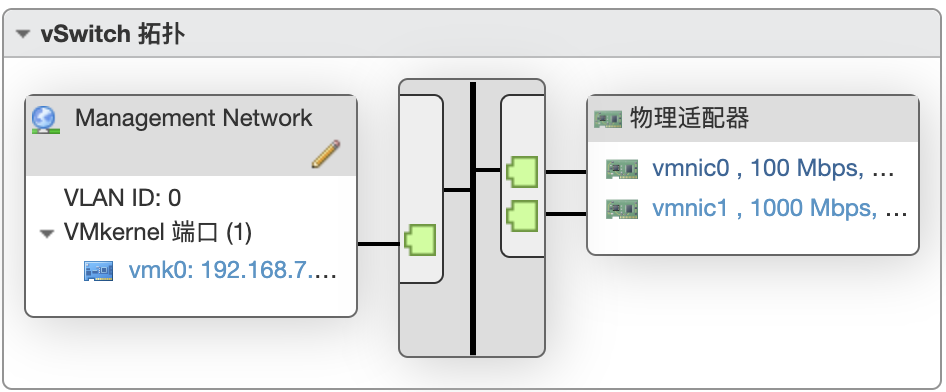 vSwitch 拓扑
Management Network
VLAN ID: 0
VMkernel 端口 (1)
vmk0: 192.168.7....
物理适配器
vmnic0 , 100 Mbps, ...
vmnic1 , 1000 Mbps, ...